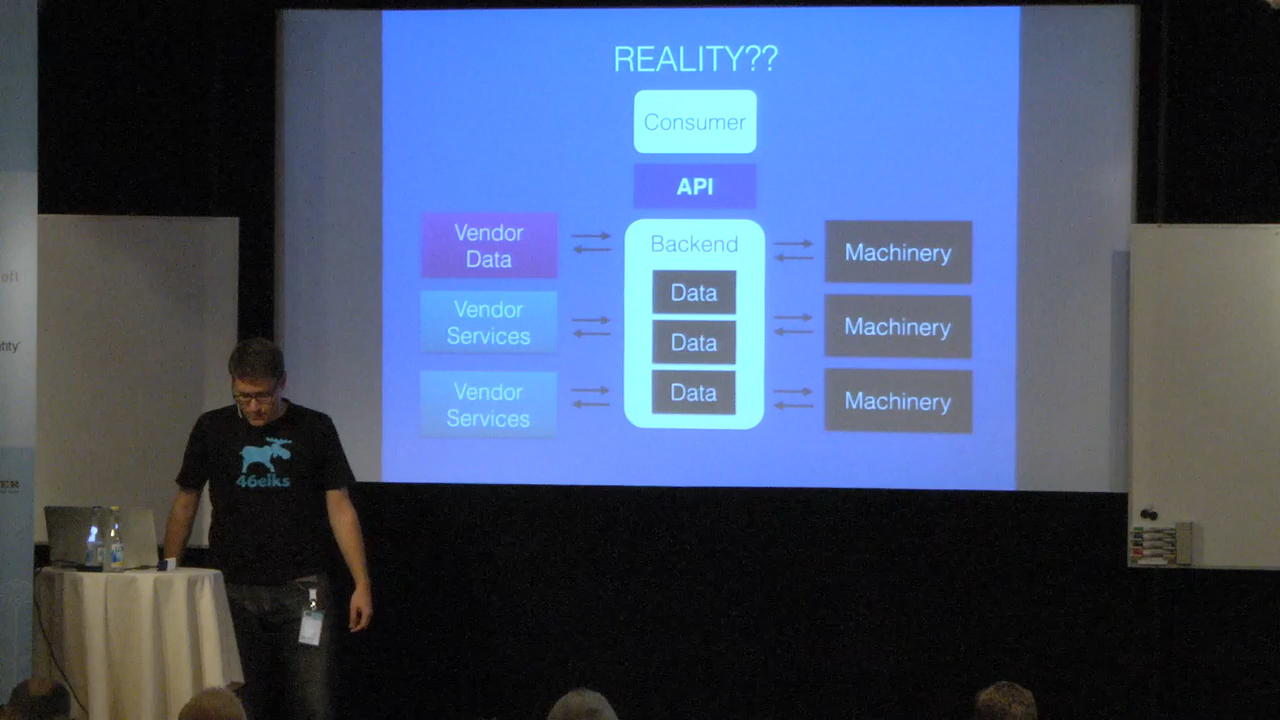 REALITY??
Consumer
API
Vendor
Data
Backend
Machinery
Data
Vendor
Services
Data
Machinery
Vendor
Services
Data
Machinery
46elks